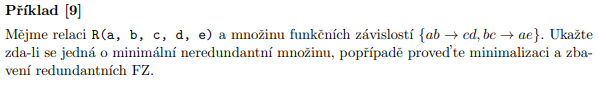 Příklad [9]
Mějme relaci R(a, b, c, d, e) a množinu funkčních závislostí {ab → cd, bc → ae}. Ukažte
zda-li se jedná o minimální neredundantní množinu, popřípadě proveďte minimalizaci a zba-
vení redundantních FZ.